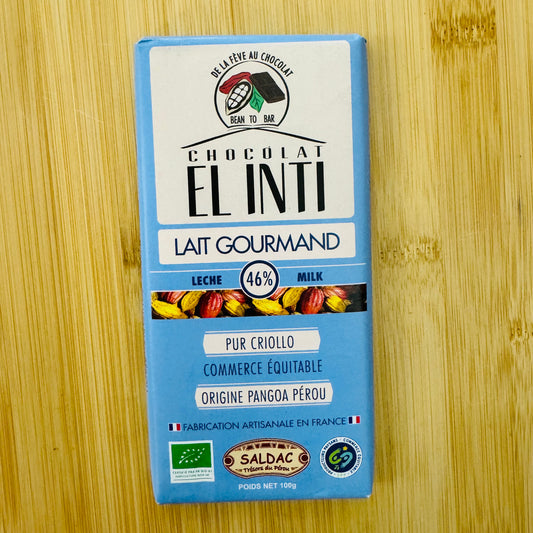 DE LA FÈVE AU CHOCOLAT
BEAN TO BAR
CHOCOLAT
EL INTI
LAIT GOURMAND
LECHE 46% MILK
PUR CRIOLLO
COMMERCE ÉQUITABLE
ORIGINE PANGOA PÉROU
FABRICATION ARTISANALE EN FRANCE
SALDAC
Trésors du Pérou
POIDS NET 100g